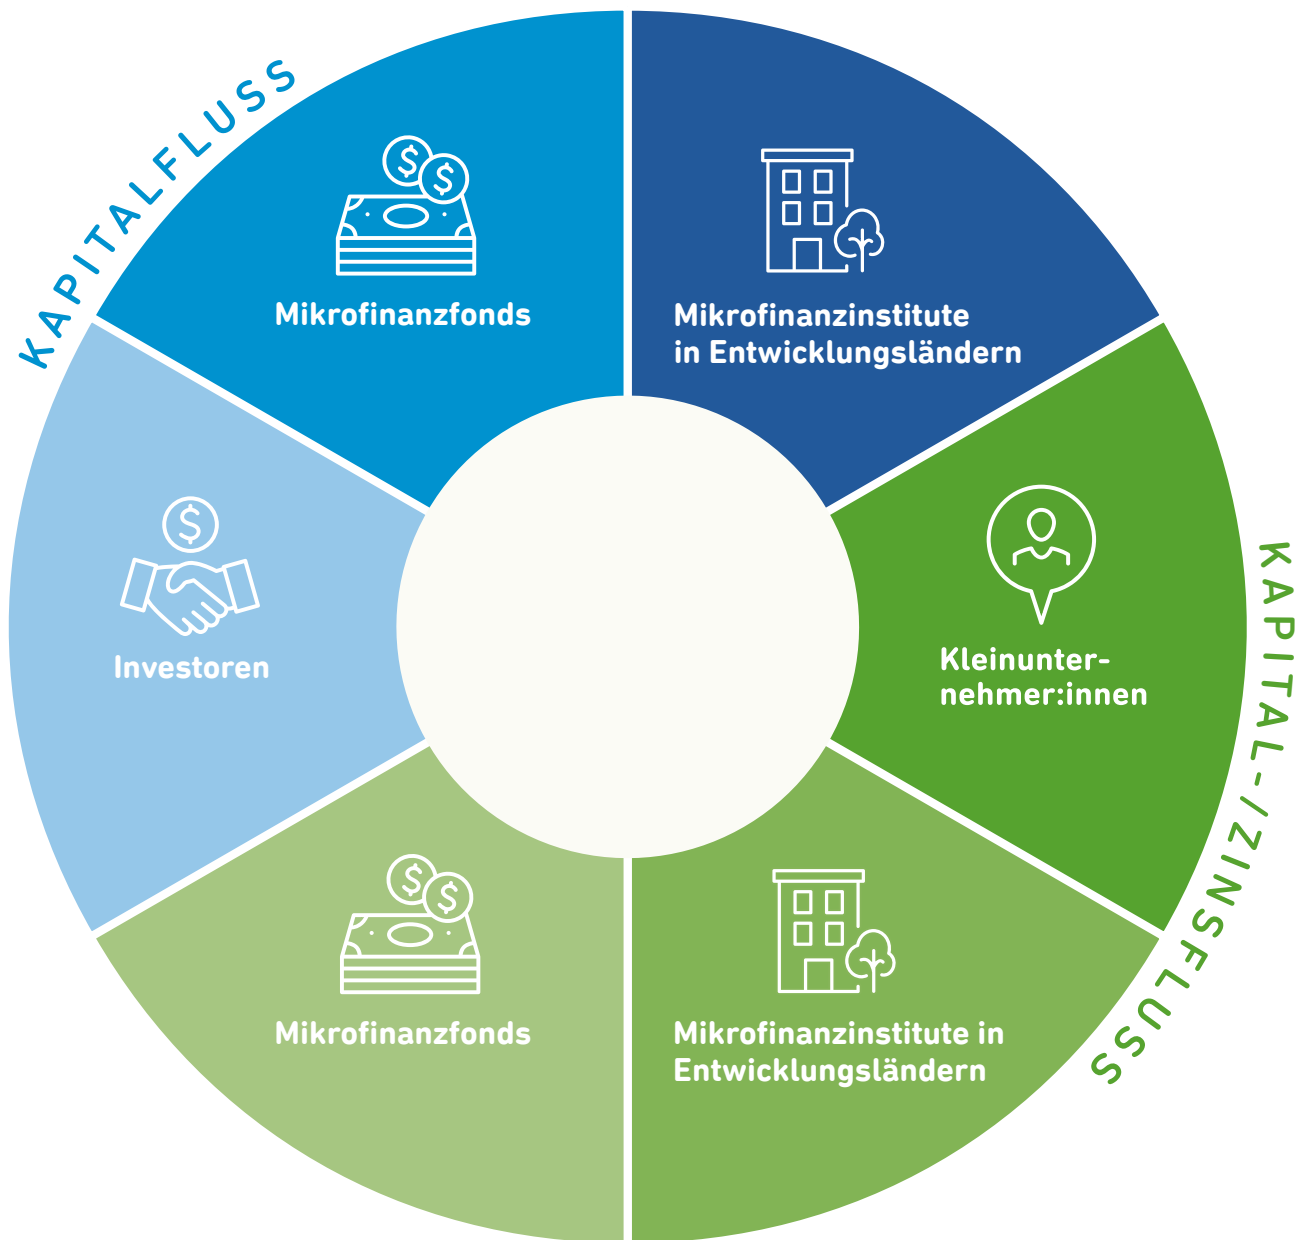 KAPITALFLUSS
Mikrofinanzfonds
Mikrofinanzinstitute
in Entwicklungsländern
Investoren
Kleinunter-
nehmer:innen
KAPITAL-/ZINSFLUSS
Mikrofinanzfonds
Mikrofinanzinstitute in
Entwicklungsländern